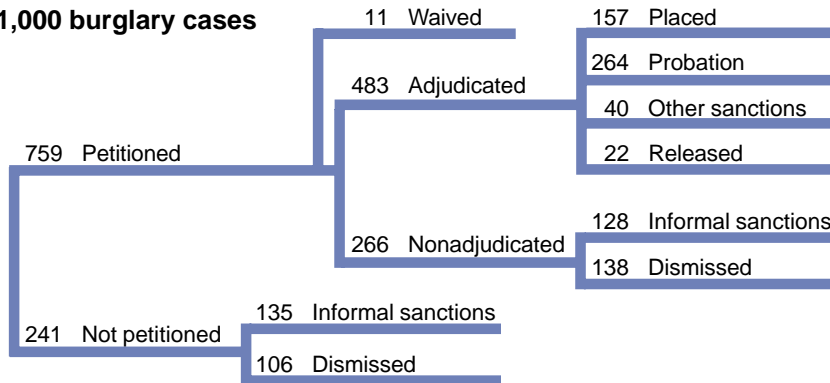 1,000 burglary cases
11 Waived
157 Placed
264 Probation
483 Adjudicated
40 Other sanctions
759 Petitioned
22 Released
128 Informal sanctions
266 Nonadjudicated
138 Dismissed
135 Informal sanctions
241 Not petitioned
106 Dismissed